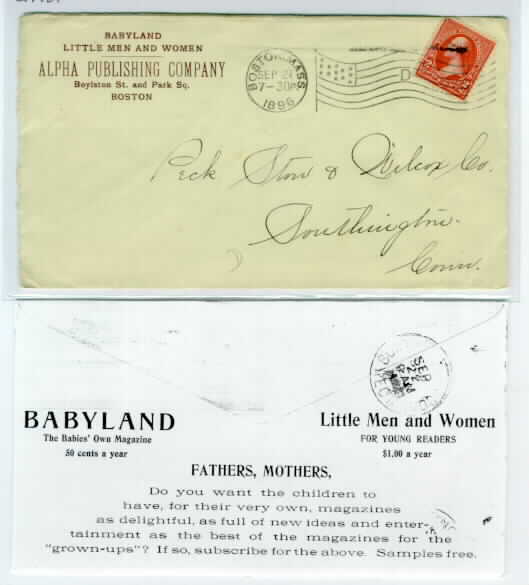 BABYLAND
LITTLE MEN AND WOMEN
ALPHA PUBLISHING COMPANY
Boylston St. and Park Sq.
BOSTON
BOSTON, MASS
SEP 21
7-30P
1896
D
Peck Stow & Wilcox Co.
Southington.
Conn.
SEP
22
BABYLAND
The Babies' Own Magazine
50 cents a year
Little Men and Women
FOR YOUNG READERS
$1.00 a year
FATHERS, MOTHERS,
Do you want the children to
have, for their very own, magazines
as delightful, as full of new ideas and enter-
tainment as the best of the magazines for the
"grown-ups"? If so, subscribe for the above. Samples free.